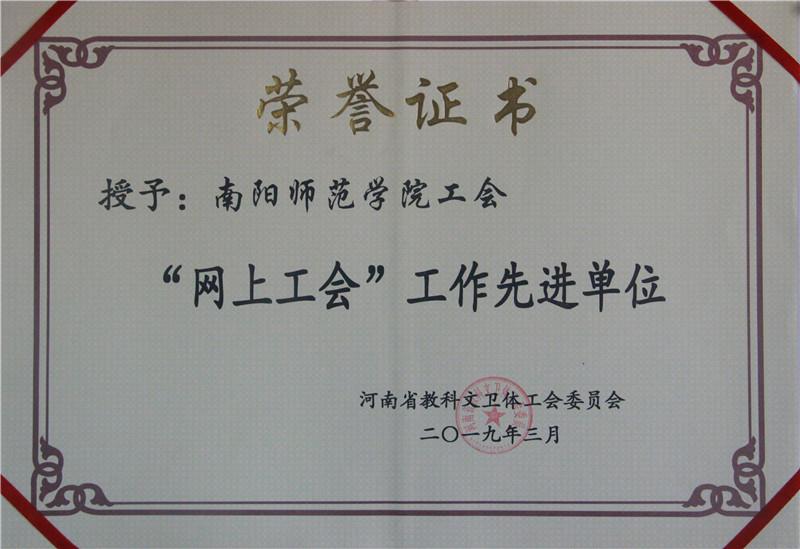 荣誉证书
授予：南阳师范学院工会
“网上工会”工作先进单位
河南省教科文卫体工会委员会
二〇一九年三月